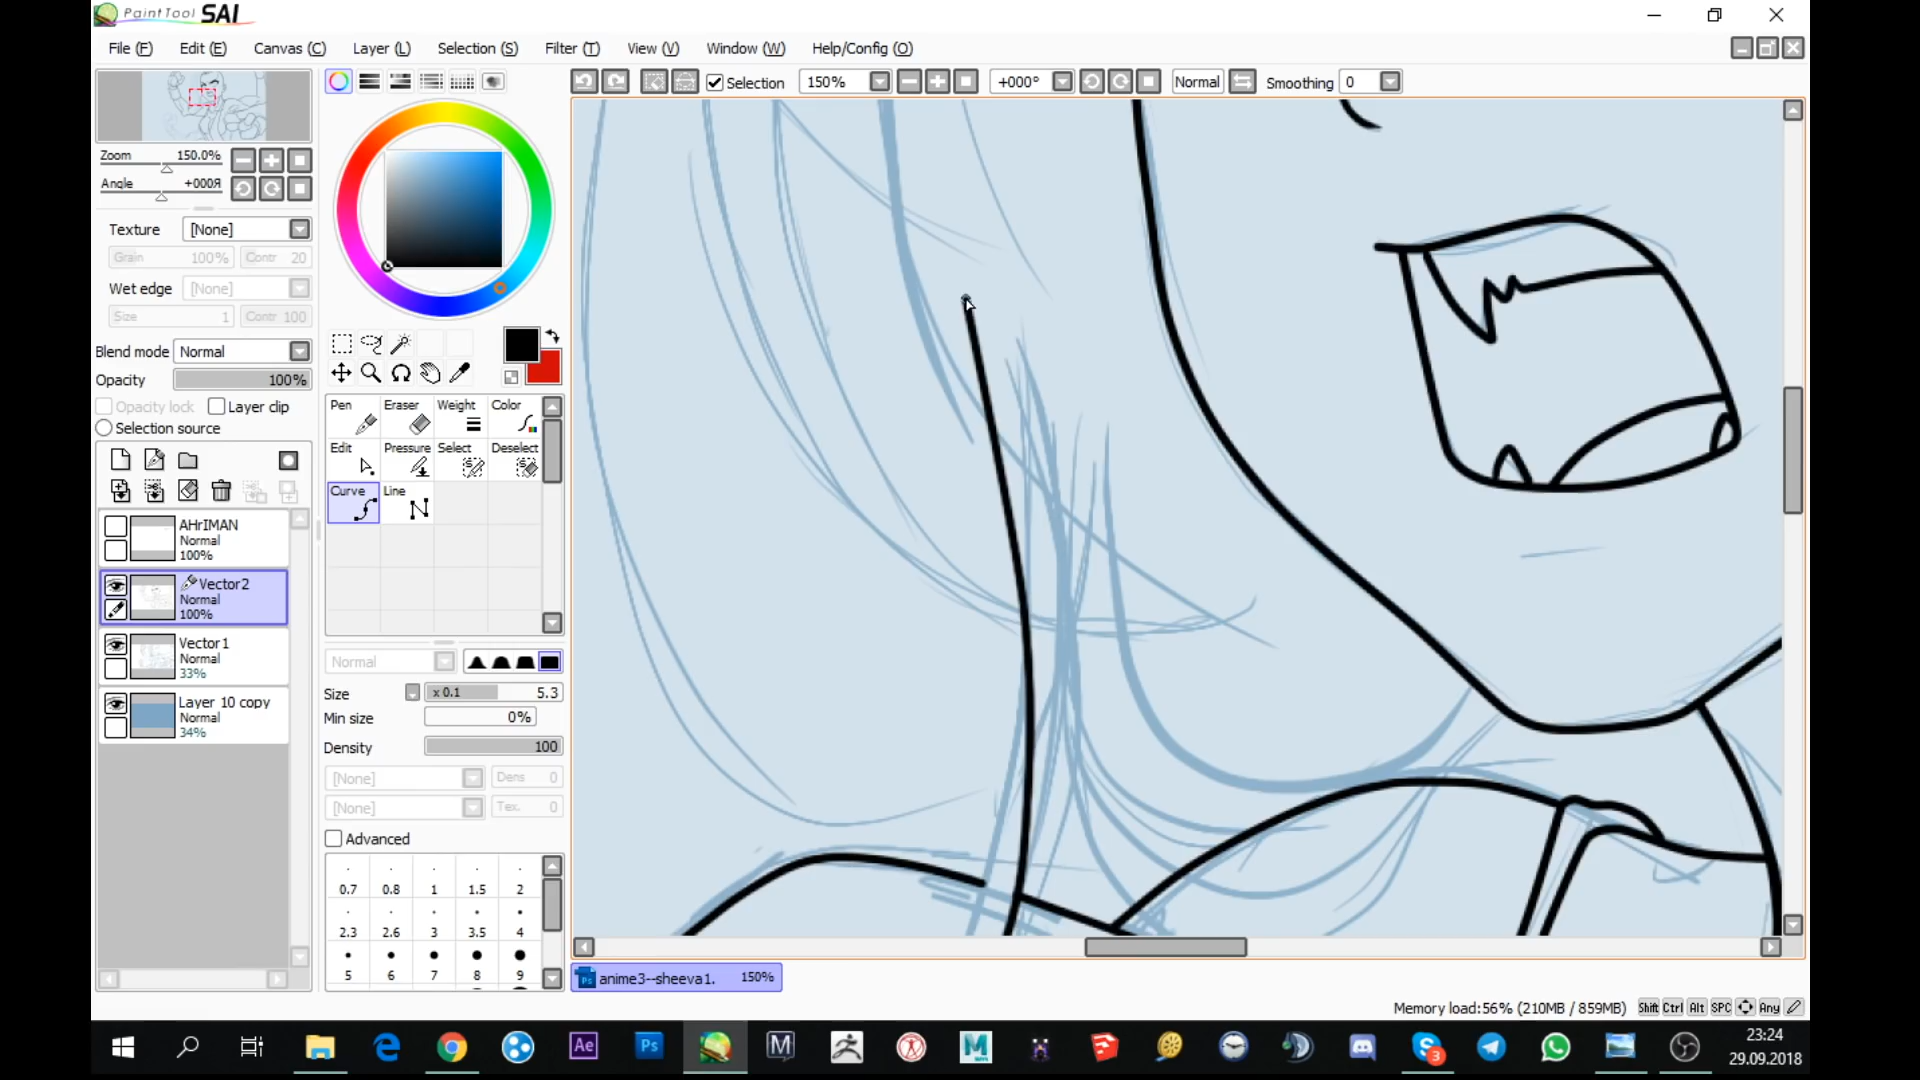 PaintTool SAI
File (F) Edit (E) Canvas (C) Layer (L) Selection (S) Filter (T) View (V) Window (W) Help/Config (O)
Selection 150% +000° Normal Smoothing 0
Zoom 150.0%
Angle +000Я
Texture [None]
Grain 100% Contr 20
Wet edge [None]
Size 1 Contr 100
Blend mode Normal
Opacity 100%
Opacity lock Layer clip
Selection source
AHrIMAN
Normal
100%
Vector2
Normal
100%
Vector1
Normal
33%
Layer 10 copy
Normal
34%
Pen Eraser Weight Color
Edit Pressure Select Deselect
Curve Line
Normal
Size x 0.1 5.3
Min size 0%
Density 100
[None] Dens 0
[None] Tex. 0
Advanced
0.7 0.8 1 1.5 2
2.3 2.6 3 3.5 4
5 6 7 8 9
Ps anime3--sheeva1. 150%
Memory load:56% (210MB / 859MB) Shift Ctrl Alt SPC Any
Ae Ps M M 3
23:24
29.09.2018